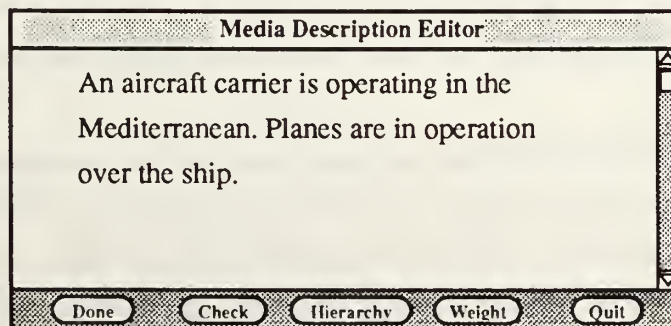 Media Description Editor
An aircraft carrier is operating in the
Mediterranean. Planes are in operation
over the ship.
Done Check Hierarchy Weight Quit